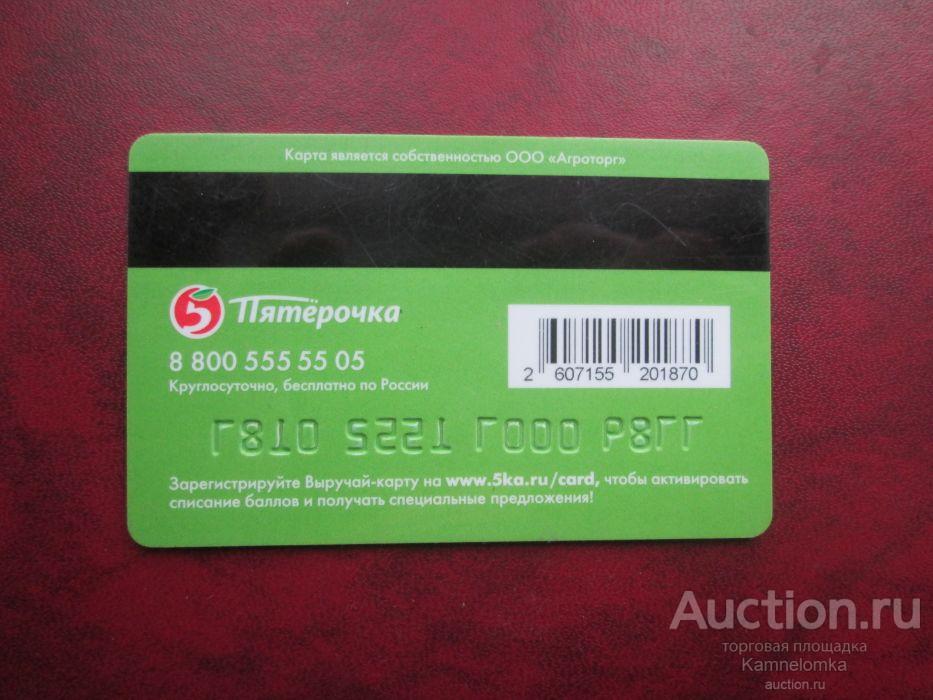 Карта является собственностью ООО «Агроторг»
5 Пятёрочка
8 800 555 55 05
Круглосуточно, бесплатно по России
2 607155 201870
Зарегистрируйте Выручай-карту на www.5ka.ru/card, чтобы активировать
списание баллов и получать специальные предложения!
Auction.ru
торговая площадка
Kamnelomka
auction.ru